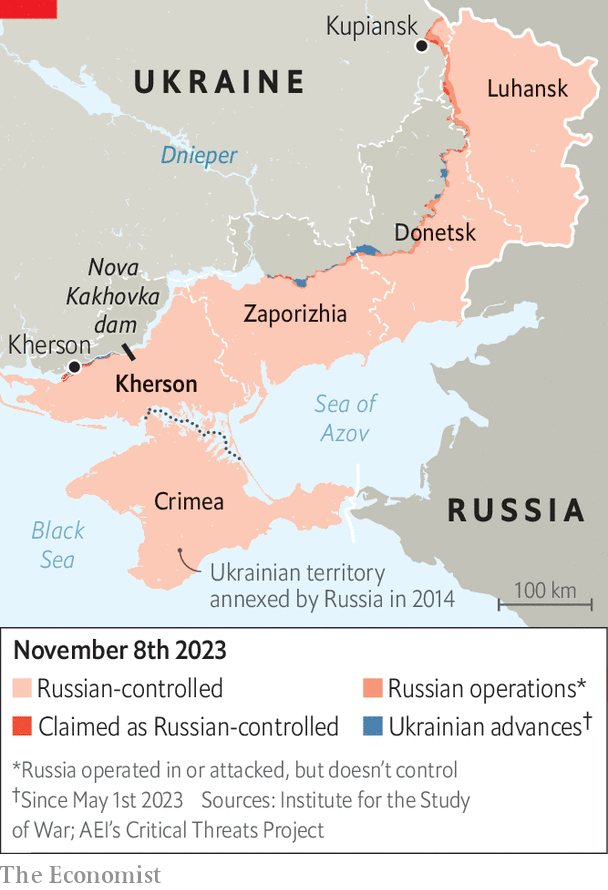 Kupiansk
UKRAINE
Luhansk
Dnieper
Donetsk
Nova
Kakhovka
dam
Zaporizhia
Kherson
Kherson
Sea of
Azov
Crimea
RUSSIA
Black
Sea
Ukrainian territory
annexed by Russia in 2014
100 km
November 8th 2023
Russian-controlled
Russian operations*
Claimed as Russian-controlled
Ukrainian advances†
*Russia operated in or attacked, but doesn’t control
†Since May 1st 2023 Sources: Institute for the Study
of War; AEI’s Critical Threats Project
The Economist